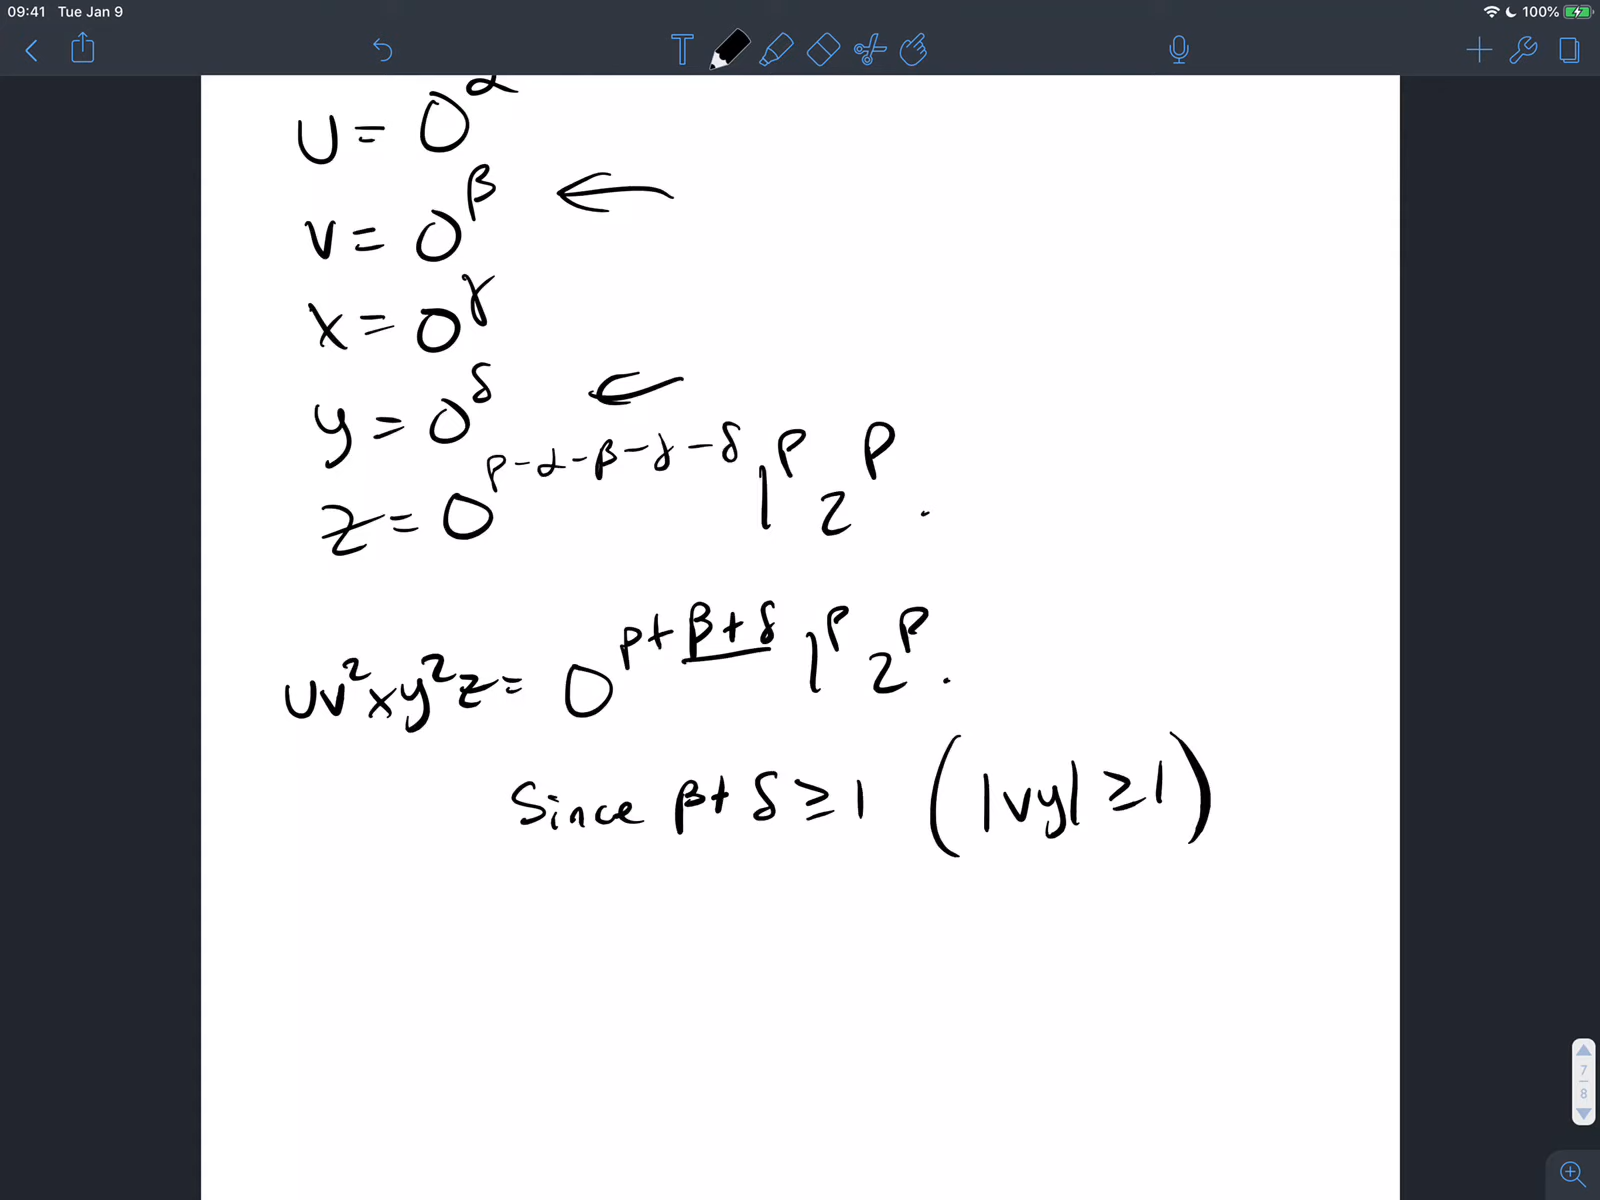 09:41 Tue Jan 9 100%
T
u = 0^α
v = 0^β ←
x = 0^γ
y = 0^δ ←
z = 0^{p-α-β-γ-δ} 1^p 2^p.
uv²xy²z = 0^{p+β+δ} 1^p 2^p.
Since β+δ ≥ 1 (|vy| ≥ 1)
7
8